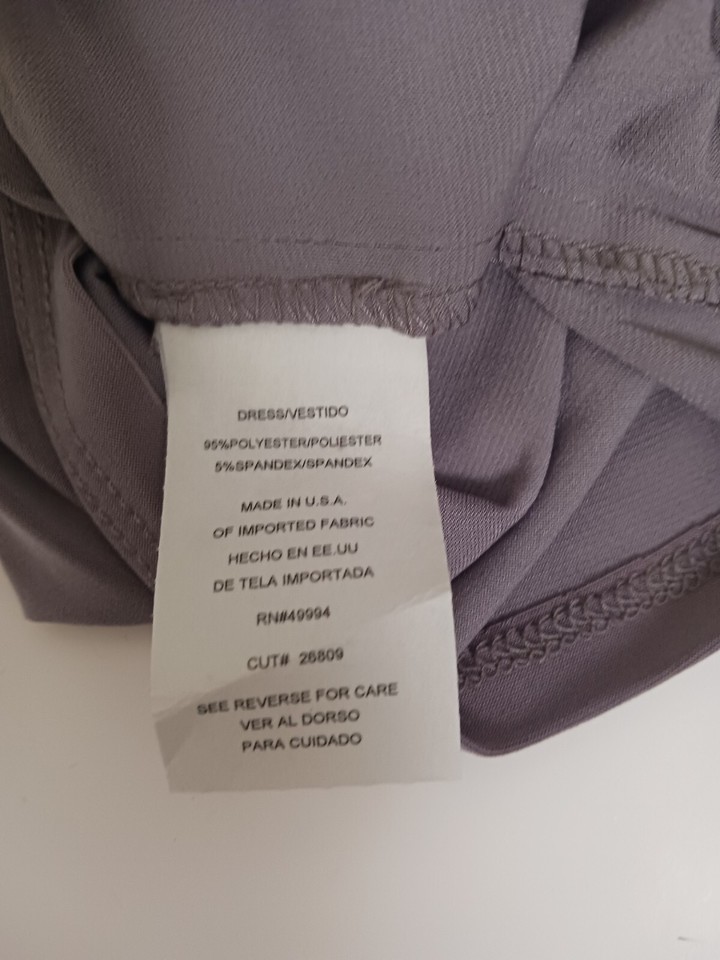 DRESS/VESTIDO
95%POLYESTER/POLIESTER
5%SPANDEX/SPANDEX
MADE IN U.S.A.
OF IMPORTED FABRIC
HECHO EN EE.UU
DE TELA IMPORTADA
RN#49994
CUT# 26809
SEE REVERSE FOR CARE
VER AL DORSO
PARA CUIDADO